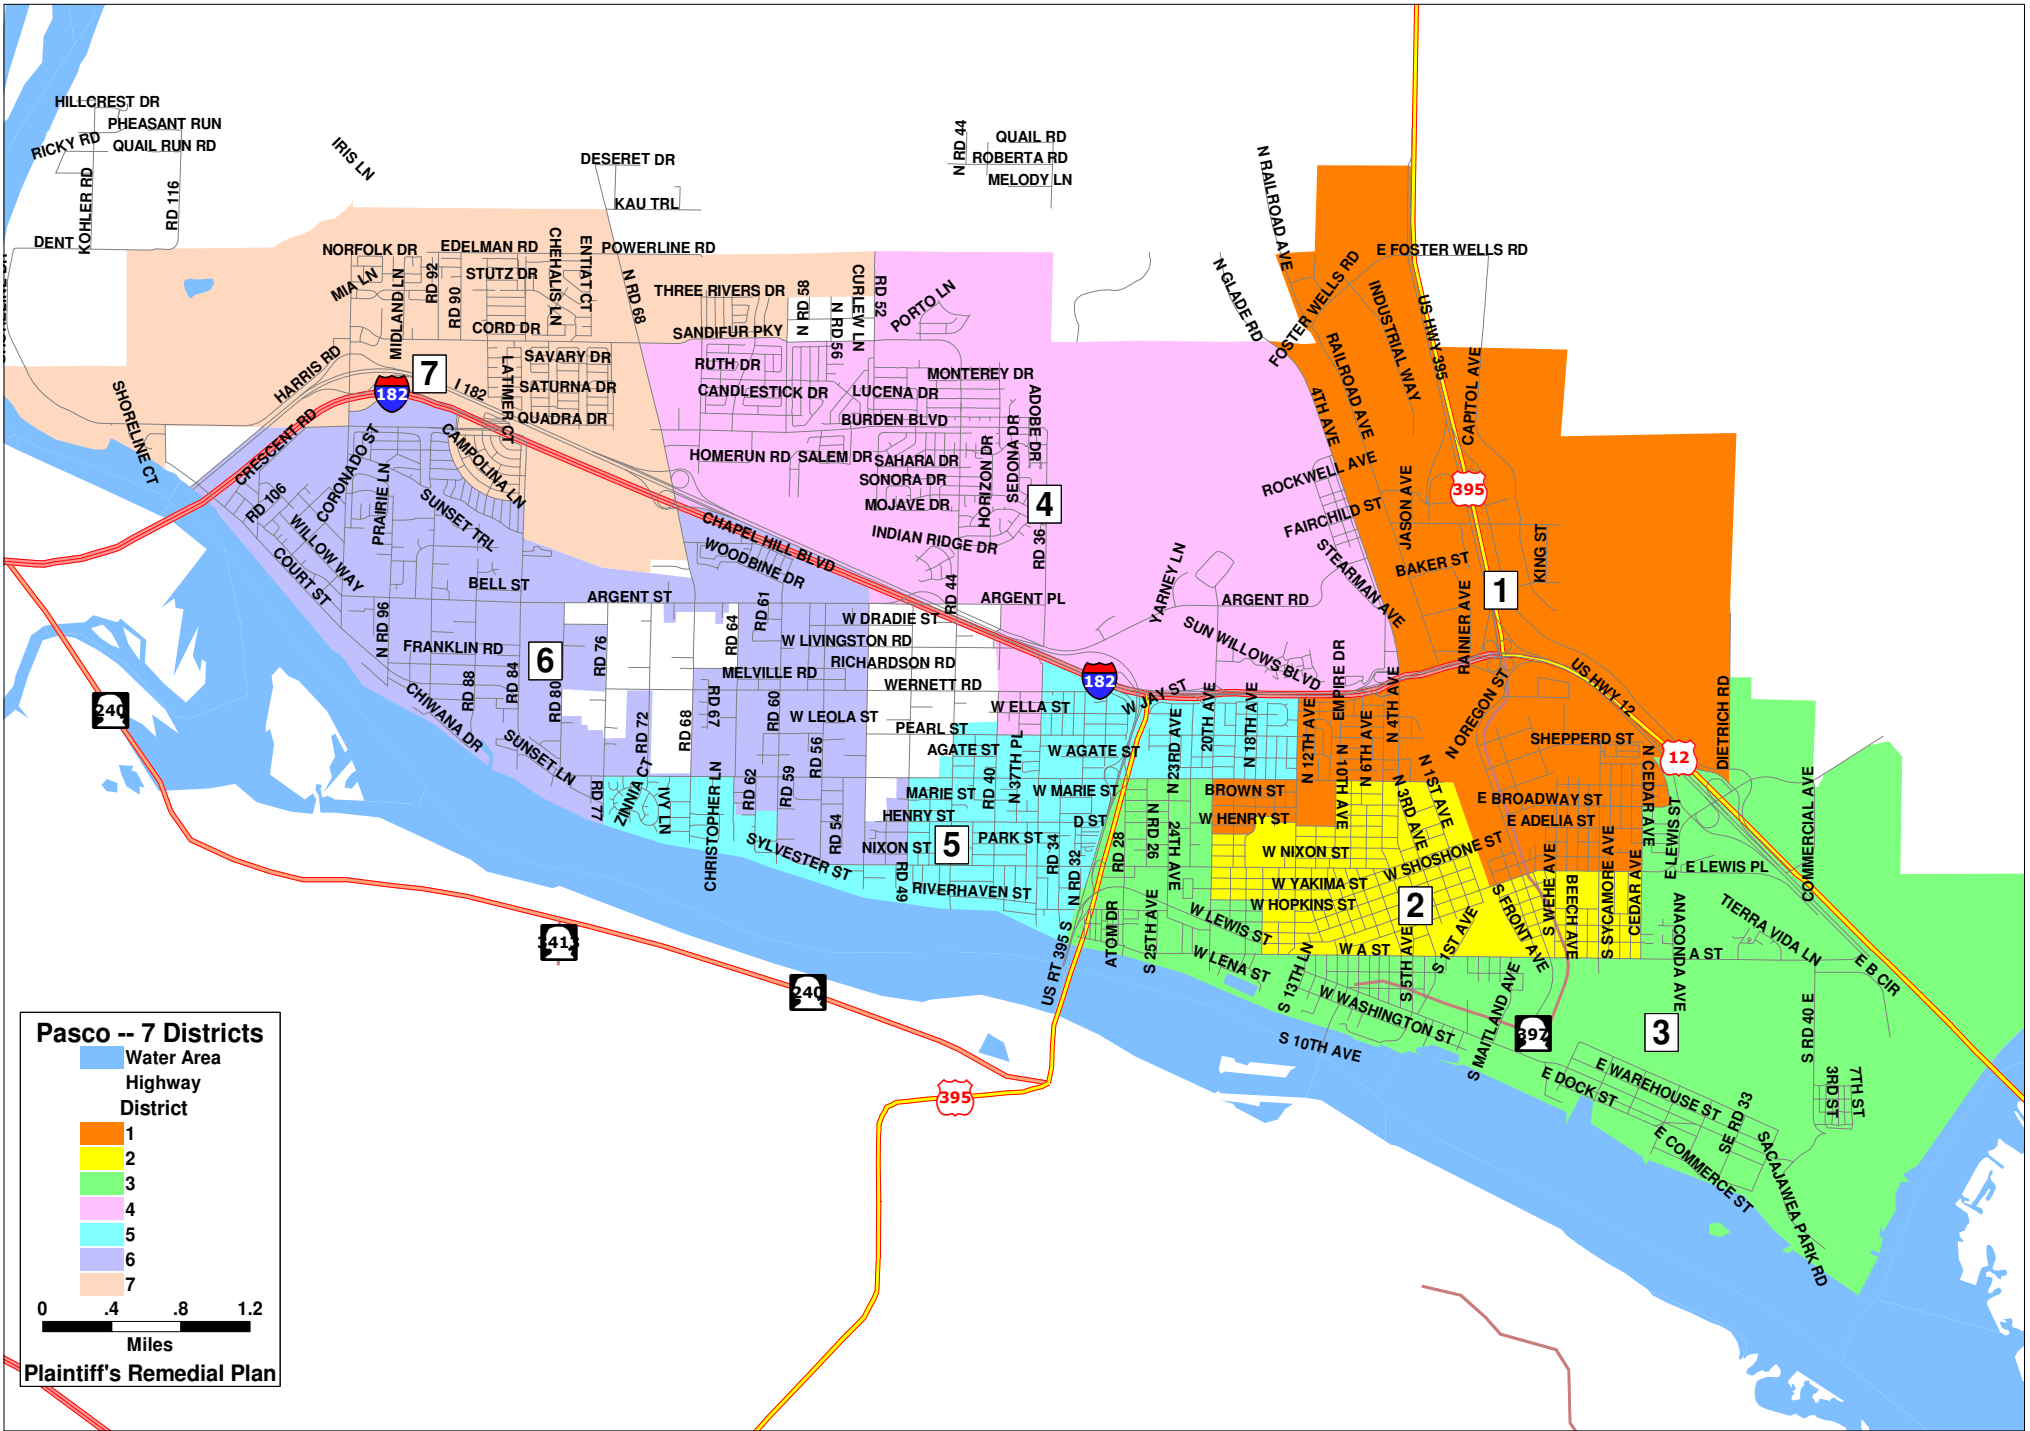 HILLCREST DR
PHEASANT RUN
RICKY RD
QUAIL RUN RD
KOHLER RD
RD 116
DENT
IRIS LN
DESERET DR
KAU TRL
N RD 44
QUAIL RD
ROBERTA RD
MELODY LN
N RAILROAD AVE
NORFOLK DR
EDELMAN RD
CHEHALIS LN
ENTIAT CT
POWERLINE RD
E FOSTER WELLS RD
MIA LN
MIDLAND LN
RD 92
RD 90
STUTZ DR
N RD 68
THREE RIVERS DR
N RD 58
N RD 56
CURLEW LN
RD 52
PORTO LN
N GLADE RD
FOSTER WELLS RD
INDUSTRIAL WAY
US HWY 395
CORD DR
SANDIFUR PKY
RAILROAD AVE
CAPITOL AVE
HARRIS RD
7
182
I 182
LATIMER CT
SAVARY DR
SATURNA DR
QUADRA DR
RUTH DR
CANDLESTICK DR
LUCENA DR
MONTEREY DR
BURDEN BLVD
ADOBE DR
4TH AVE
SHORELINE CT
CRESCENT RD
CORONADO ST
CAMPOLINA LN
HOMERUN RD
SALEM DR
SAHARA DR
SONORA DR
MOJAVE DR
HORIZON DR
SEDONA DR
4
ROCKWELL AVE
FAIRCHILD ST
JASON AVE
395
RD 106
WILLOW WAY
PRAIRIE LN
SUNSET TRL
CHAPEL HILL BLVD
WOODBINE DR
INDIAN RIDGE DR
RD 36
STEARMAN AVE
BAKER ST
KING ST
COURT ST
BELL ST
ARGENT ST
RD 61
RD 44
ARGENT PL
YARNEY LN
ARGENT RD
RAINIER AVE
1
N RD 96
FRANKLIN RD
6
RD 76
RD 64
W DRADIE ST
W LIVINGSTON RD
RICHARDSON RD
MELVILLE RD
WERNETT RD
SUN WILLOWS BLVD
EMPIRE DR
RD 88
RD 84
RD 80
CHIWANA DR
SUNSET LN
RD 72
RD 68
RD 67
RD 60
W LEOLA ST
PEARL ST
W ELLA ST
182
W JAY ST
20TH AVE
N 18TH AVE
N 12TH AVE
N 4TH AVE
N OREGON ST
US HWY 12
DIETRICH RD
240
RD 56
AGATE ST
N 37TH PL
W AGATE ST
N 23RD AVE
N 10TH AVE
N 6TH AVE
N 1ST AVE
SHEPPERD ST
N CEDAR AVE
12
RD 77
ZINNIA CT
IVY LN
CHRISTOPHER LN
RD 62
RD 59
RD 54
MARIE ST
RD 40
W MARIE ST
BROWN ST
N 3RD AVE
E BROADWAY ST
E ADELIA ST
E LEWIS ST
COMMERCIAL AVE
HENRY ST
D ST
W HENRY ST
SYLVESTER ST
NIXON ST
5
PARK ST
RD 34
N RD 32
RD 28
N RD 26
24TH AVE
W NIXON ST
W SHOSHONE ST
E LEWIS PL
RD 49
RIVERHAVEN ST
W YAKIMA ST
W HOPKINS ST
2
S FRONT AVE
S WEHE AVE
BEECH AVE
S SYCAMORE AVE
CEDAR AVE
ANACONDA AVE
TIERRA VIDA LN
3413
240
US RT 395 S
ATOM DR
S 25TH AVE
W LEWIS ST
W LENA ST
W A ST
S 5TH AVE
S 1ST AVE
A ST
E B CIR
S 13TH LN
W WASHINGTON ST
S MAITLAND AVE
397
3
S RD 40 E
S 10TH AVE
E DOCK ST
E WAREHOUSE ST
SE RD 33
E COMMERCE ST
SACAJAWEA PARK RD
3RD ST
7TH ST
395
Pasco -- 7 Districts
Water Area
Highway
District
1
2
3
4
5
6
7
0 .4 .8 1.2
Miles
Plaintiff's Remedial Plan